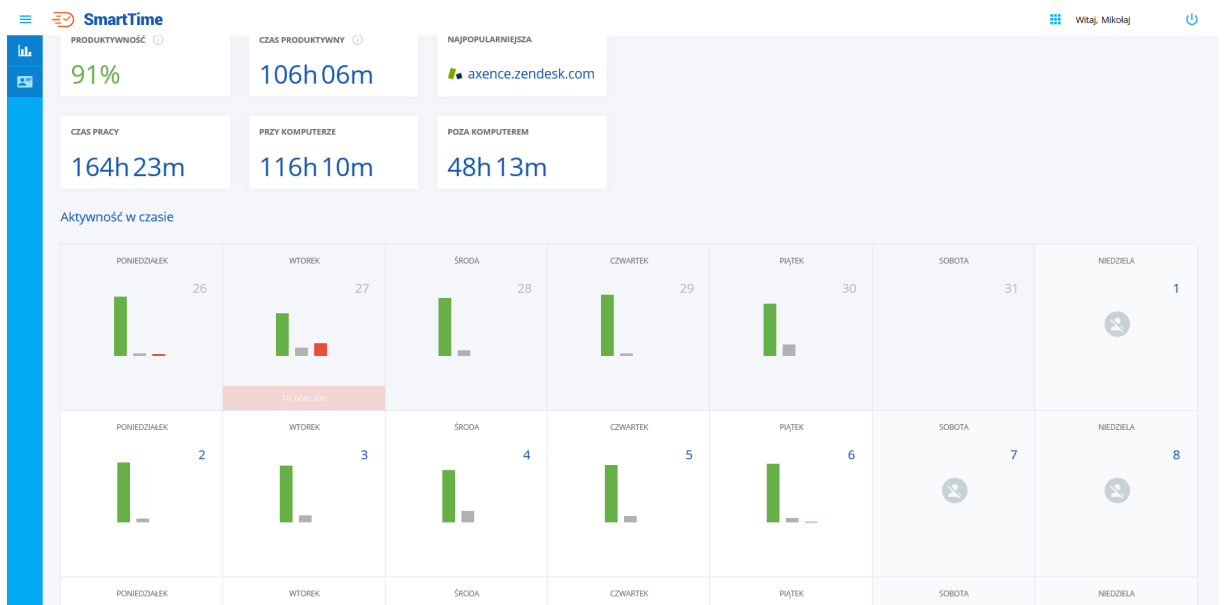 SmartTime
Witaj, Mikołaj
PRODUKTYWNOŚĆ
CZAS PRODUKTYWNY
NAJPOPULARNIEJSZA
91%
106h 06m
axence.zendesk.com
CZAS PRACY
PRZY KOMPUTERZE
POZA KOMPUTEREM
164h 23m
116h 10m
48h 13m
Aktywność w czasie
PONIEDZIAŁEK
WTOREK
ŚRODA
CZWARTEK
PIĄTEK
SOBOTA
NIEDZIELA
26
27
28
29
30
31
1
1h 06m 33s
PONIEDZIAŁEK
WTOREK
ŚRODA
CZWARTEK
PIĄTEK
SOBOTA
NIEDZIELA
2
3
4
5
6
7
8
PONIEDZIAŁEK
WTOREK
ŚRODA
CZWARTEK
PIĄTEK
SOBOTA
NIEDZIELA